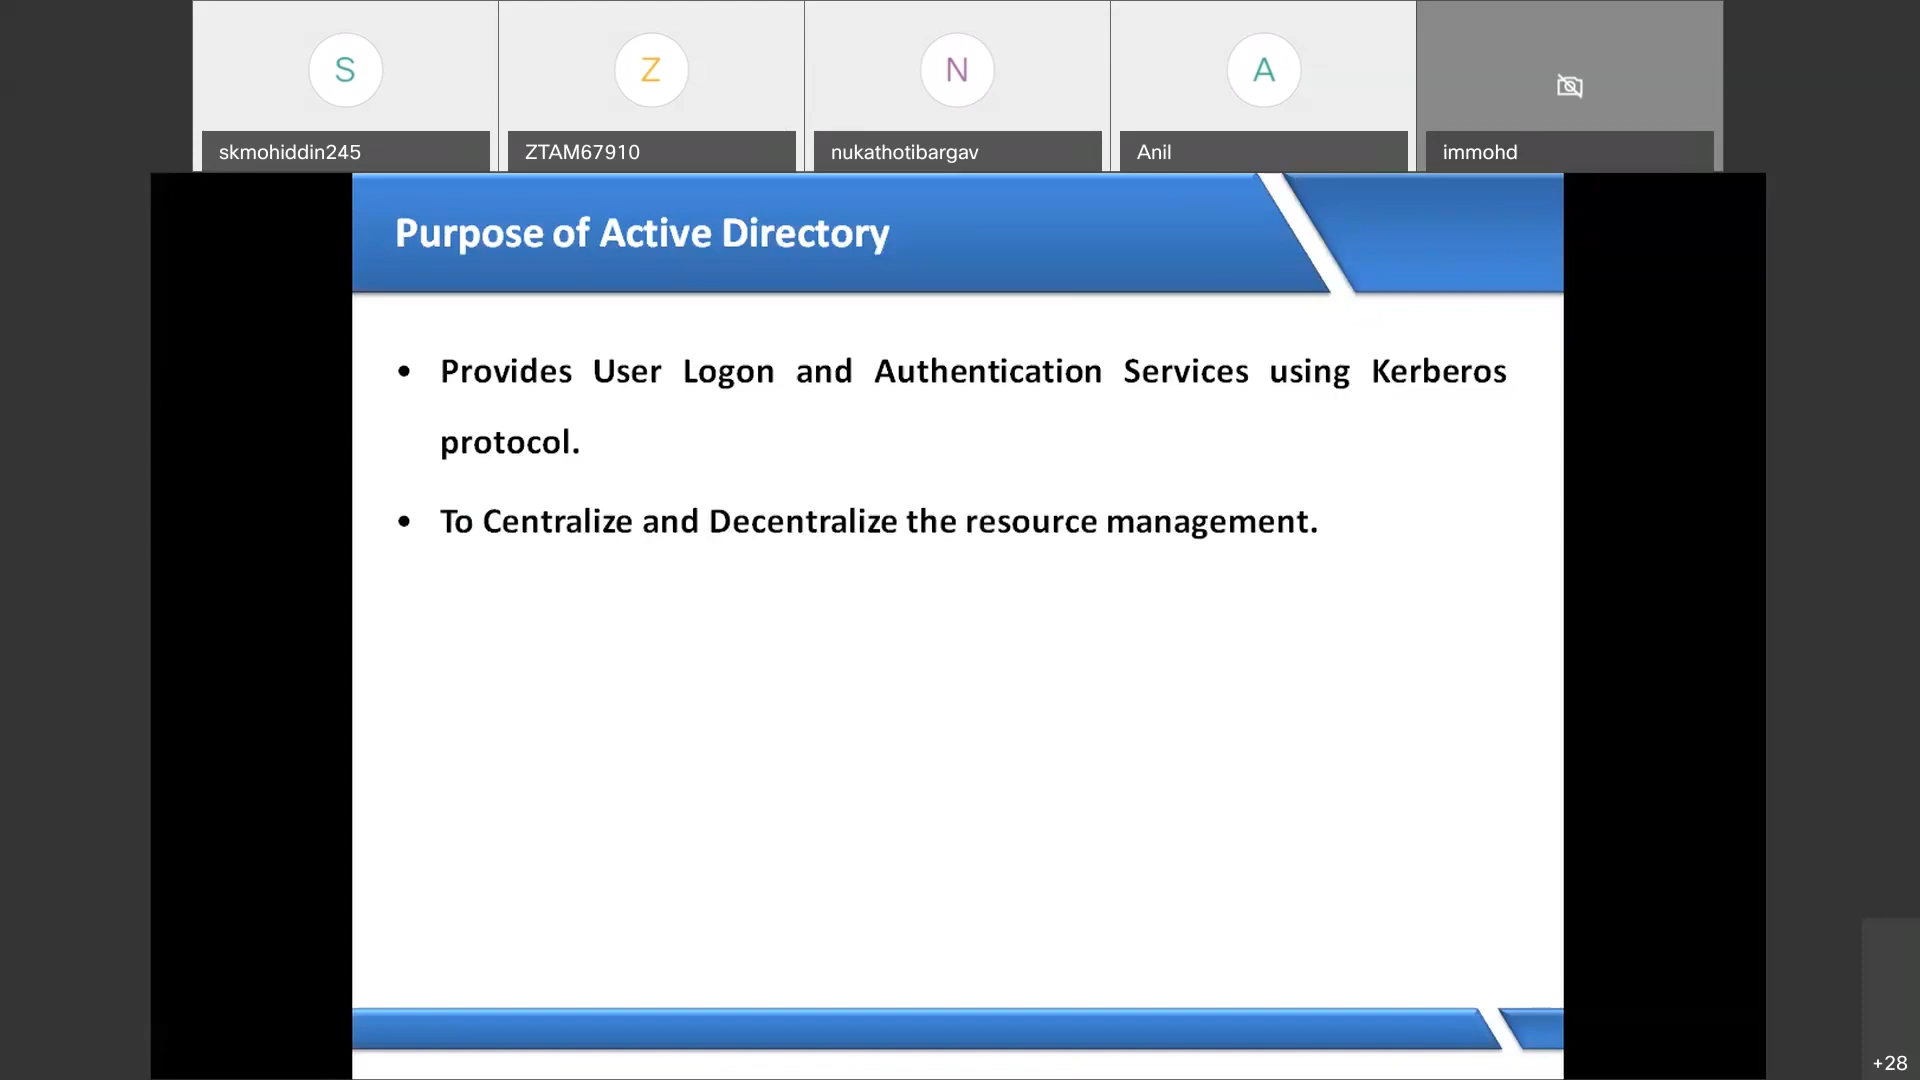 S
Z
N
A
skmohiddin245
ZTAM67910
nukathotibargav
Anil
immohd
Purpose of Active Directory
• Provides User Logon and Authentication Services using Kerberos
protocol.
• To Centralize and Decentralize the resource management.
+28